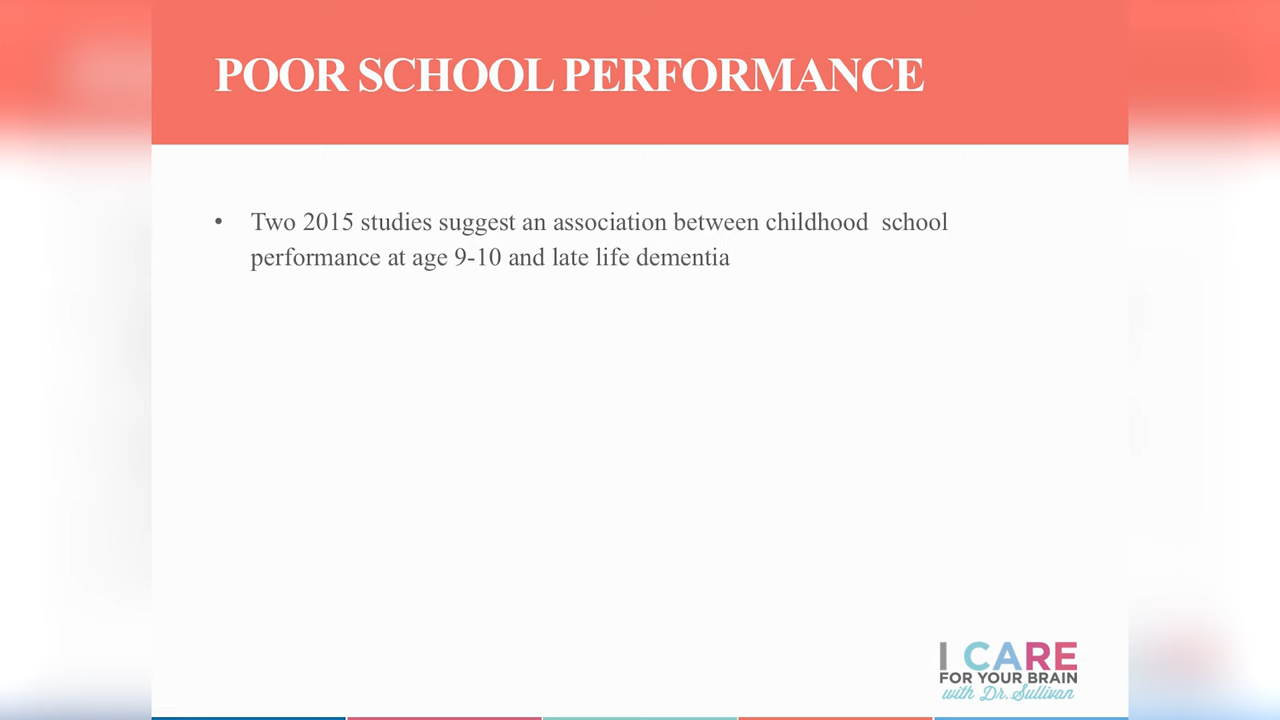 POOR SCHOOL PERFORMANCE
• Two 2015 studies suggest an association between childhood  school
performance at age 9-10 and late life dementia
I CARE
FOR YOUR BRAIN
with Dr. Sullivan